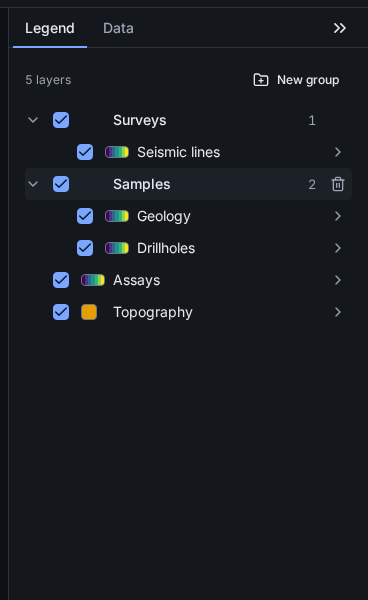 Legend Data
5 layers New group
Surveys 1
Seismic lines
Samples 2
Geology
Drillholes
Assays
Topography